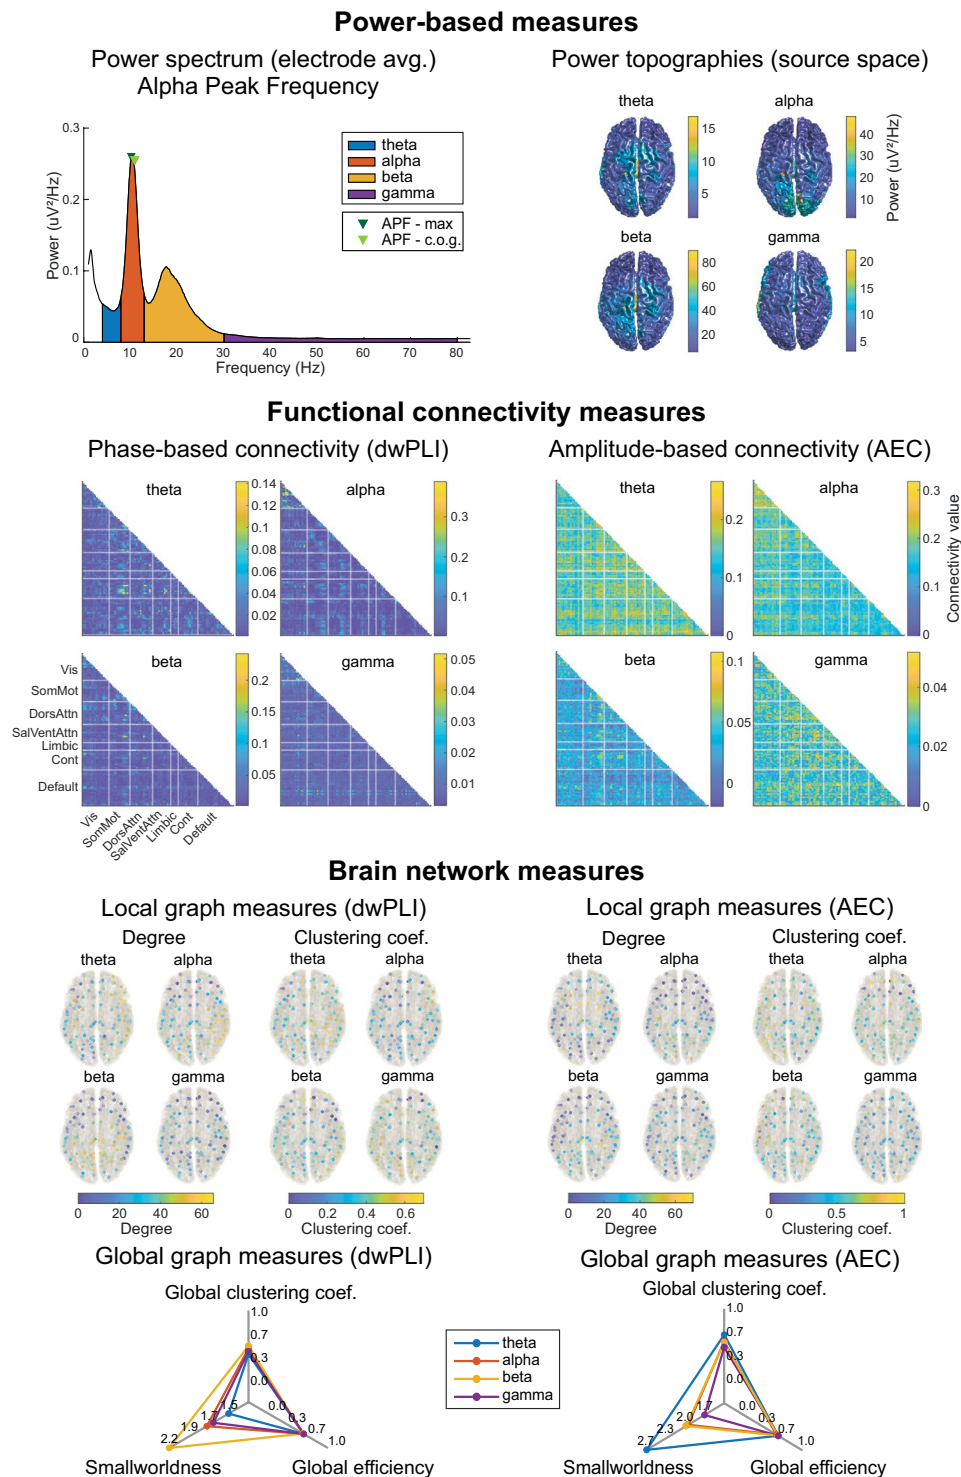 Power-based measures
Power spectrum (electrode avg.)
Alpha Peak Frequency
0.3
0.2
0.1
0
Power (uV²/Hz)
0 10 20 30 40 50 60 70 80
Frequency (Hz)
theta
alpha
beta
gamma
APF - max
APF - c.o.g.
Power topographies (source space)
theta
15
10
5
alpha
40
30
20
10
Power (uV²/Hz)
beta
80
60
40
20
gamma
20
15
10
5
Functional connectivity measures
Phase-based connectivity (dwPLI)
theta
0.14
0.12
0.1
0.08
0.06
0.04
0.02
alpha
0.3
0.2
0.1
beta
0.2
0.15
0.1
0.05
gamma
0.05
0.04
0.03
0.02
0.01
Vis
SomMot
DorsAttn
SalVentAttn
Limbic
Cont
Default
Vis
SomMot
DorsAttn
SalVentAttn
Limbic
Cont
Default
Amplitude-based connectivity (AEC)
theta
0.2
0.1
0
alpha
0.3
0.2
0.1
0
Connectivity value
beta
0.1
0.05
0
gamma
0.04
0.02
0
Brain network measures
Local graph measures (dwPLI)
Degree
theta alpha
beta gamma
0 20 40 60
Degree
Clustering coef.
theta alpha
beta gamma
0 0.2 0.4 0.6
Clustering coef.
Local graph measures (AEC)
Degree
theta alpha
beta gamma
0 20 40 60
Degree
Clustering coef.
theta alpha
beta gamma
0 0.5 1
Clustering coef.
Global graph measures (dwPLI)
Global clustering coef.
1.0
0.7
0.3
0.0
0.0
0.3
0.7
1.0
1.5
1.7
1.9
2.2
Smallworldness
Global efficiency
theta
alpha
beta
gamma
Global graph measures (AEC)
Global clustering coef.
1.0
0.7
0.3
0.0
0.0
0.3
0.7
1.0
1.7
2.0
2.7
Smallworldness
Global efficiency